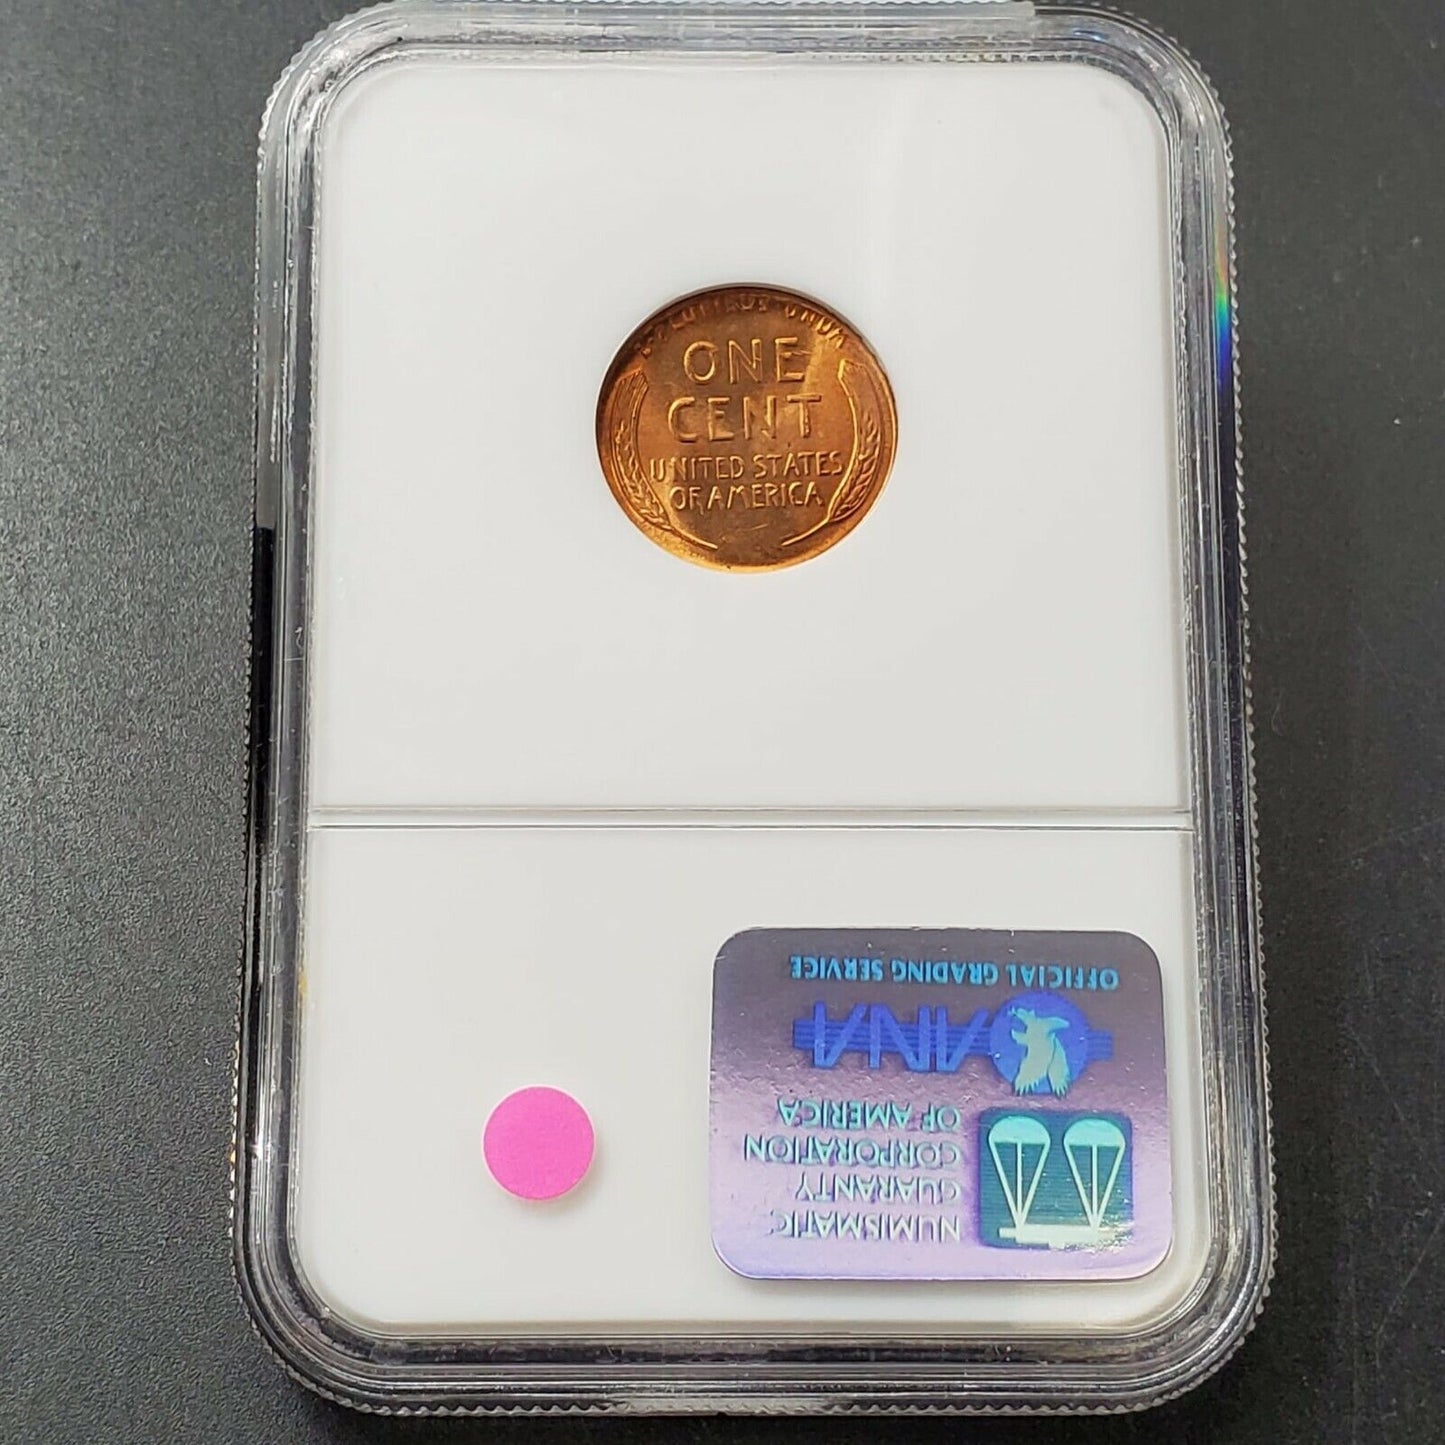 E PLURIBUS UNUM
ONE
CENT
UNITED STATES
OF AMERICA
NUMISMATIC
GUARANTY
CORPORATION
OF AMERICA
ANA
OFFICIAL GRADING SERVICE